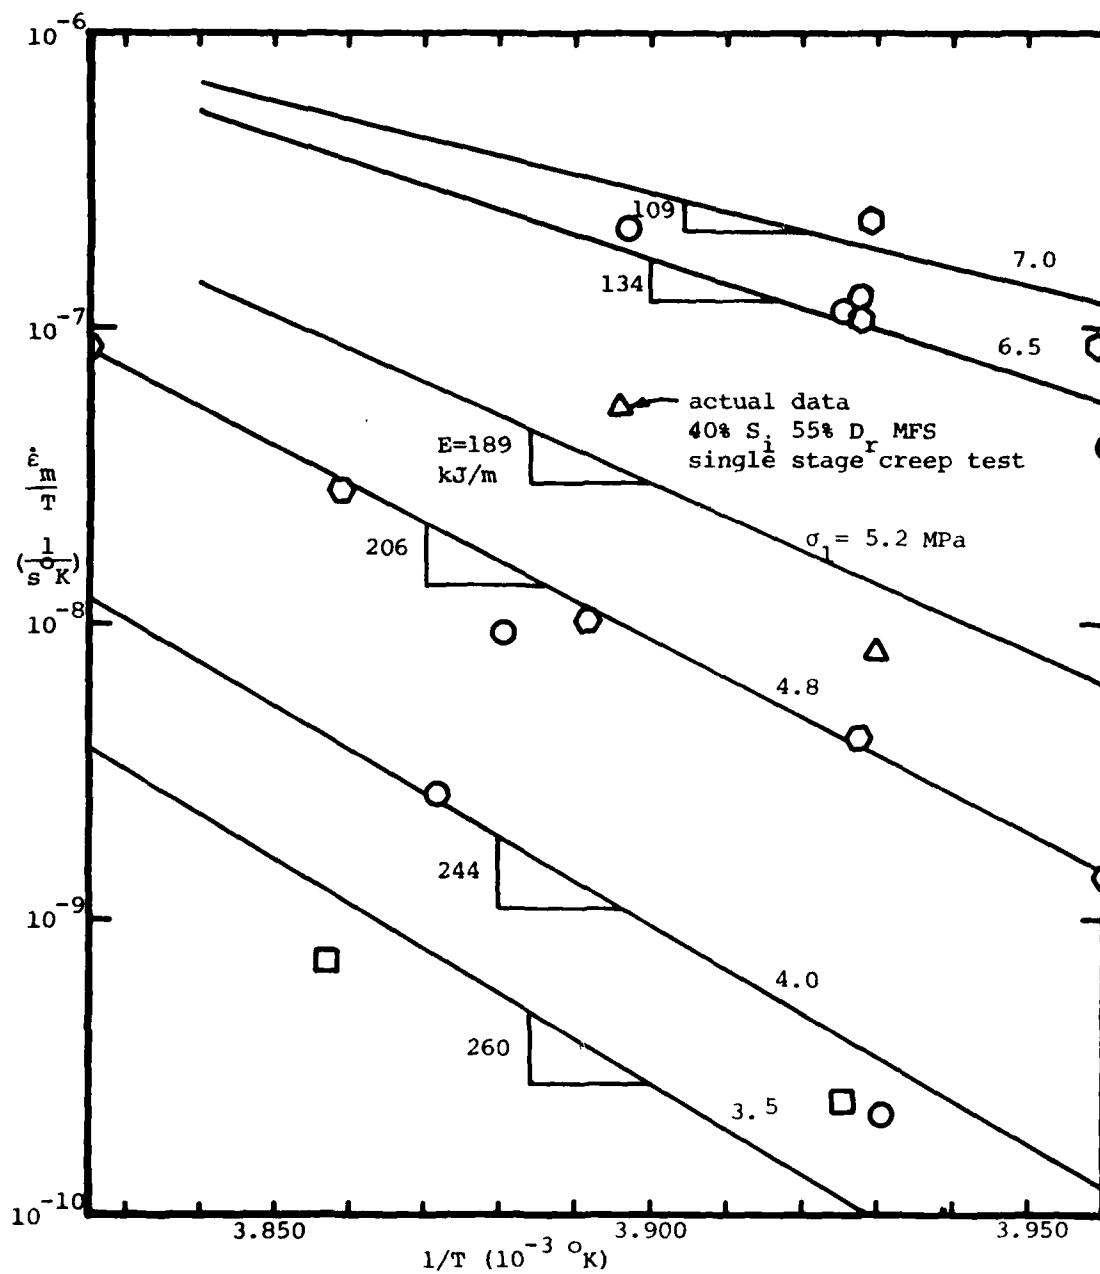 10^-6
109
7.0
134
10^-7
6.5
actual data
40% S_i 55% D_r MFS
single stage creep test
E=189
kJ/m
ε̇_m
T
(1
s°K)
σ_1= 5.2 MPa
206
10^-8
4.8
244
10^-9
4.0
260
3.5
10^-10
3.850 3.900 3.950
1/T (10^-3 °K)